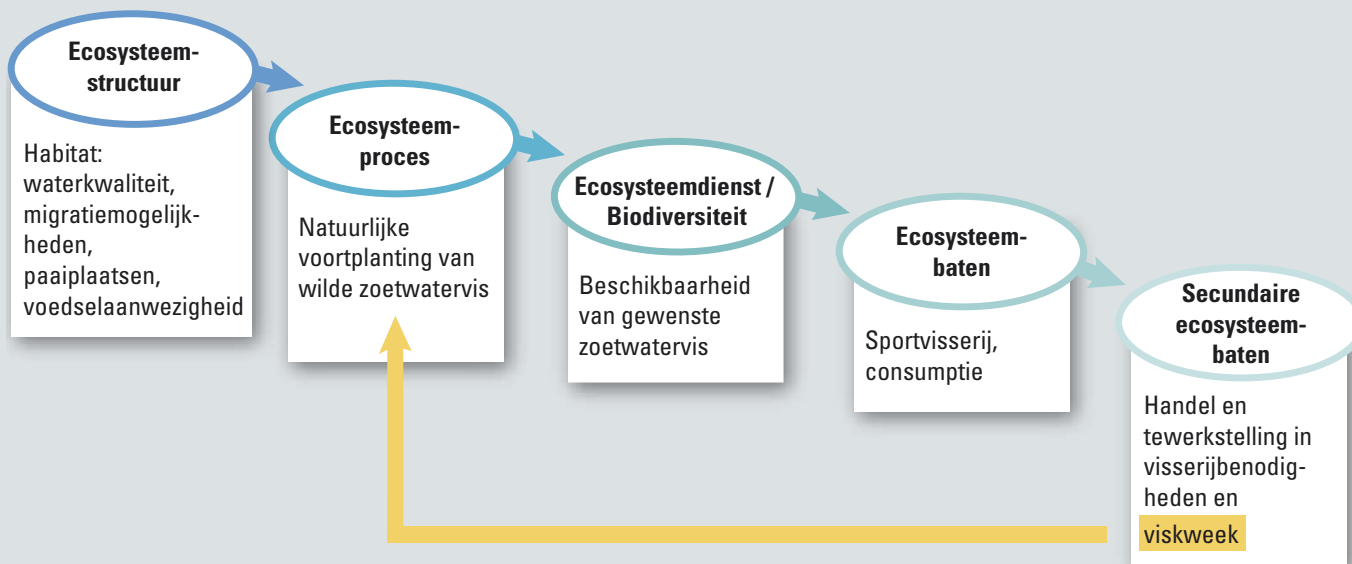 Ecosysteem-
structuur
Habitat:
waterkwaliteit,
migratiemogelijk-
heden,
paaiplaatsen,
voedselaanwezigheid
Ecosysteem-
proces
Natuurlijke
voortplanting van
wilde zoetwatervis
Ecosysteemdienst /
Biodiversiteit
Beschikbaarheid
van gewenste
zoetwatervis
Ecosysteem-
baten
Sportvisserij,
consumptie
Secundaire
ecosysteem-
baten
Handel en
tewerkstelling in
visserijbenodig-
heden en
viskweek